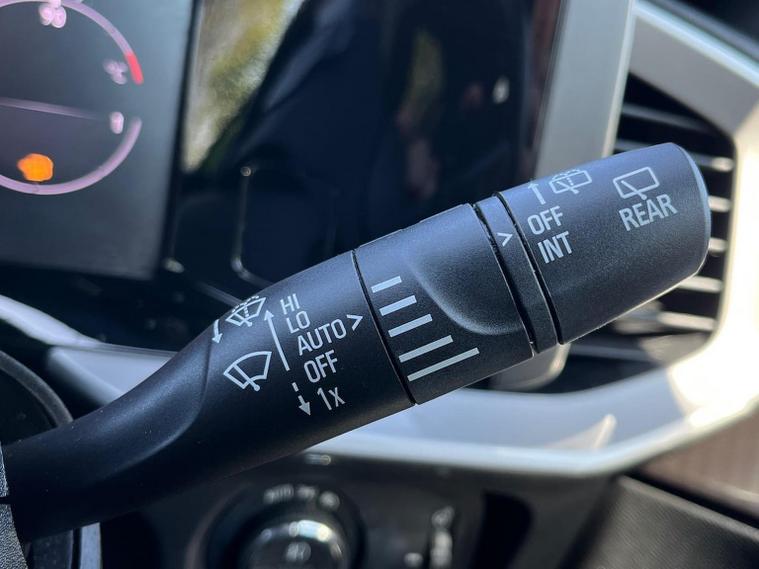 HI
LO
AUTO >
OFF
1x
>
OFF
INT
REAR